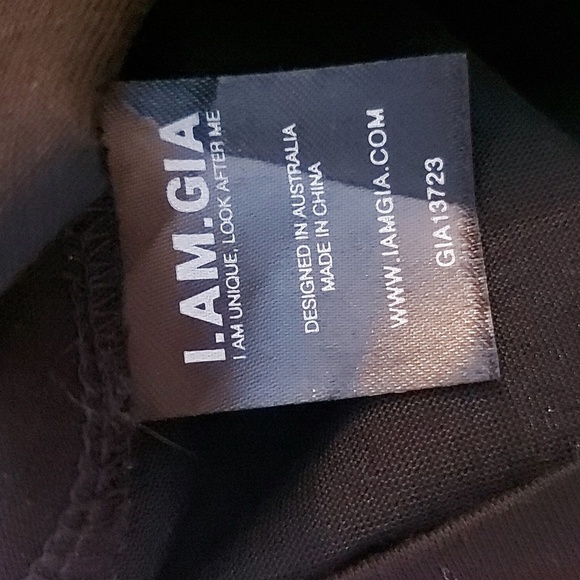 I.AM.GIA
I AM UNIQUE, LOOK AFTER ME
DESIGNED IN AUSTRALIA
MADE IN CHINA
WWW.IAMGIA.COM
GIA13723